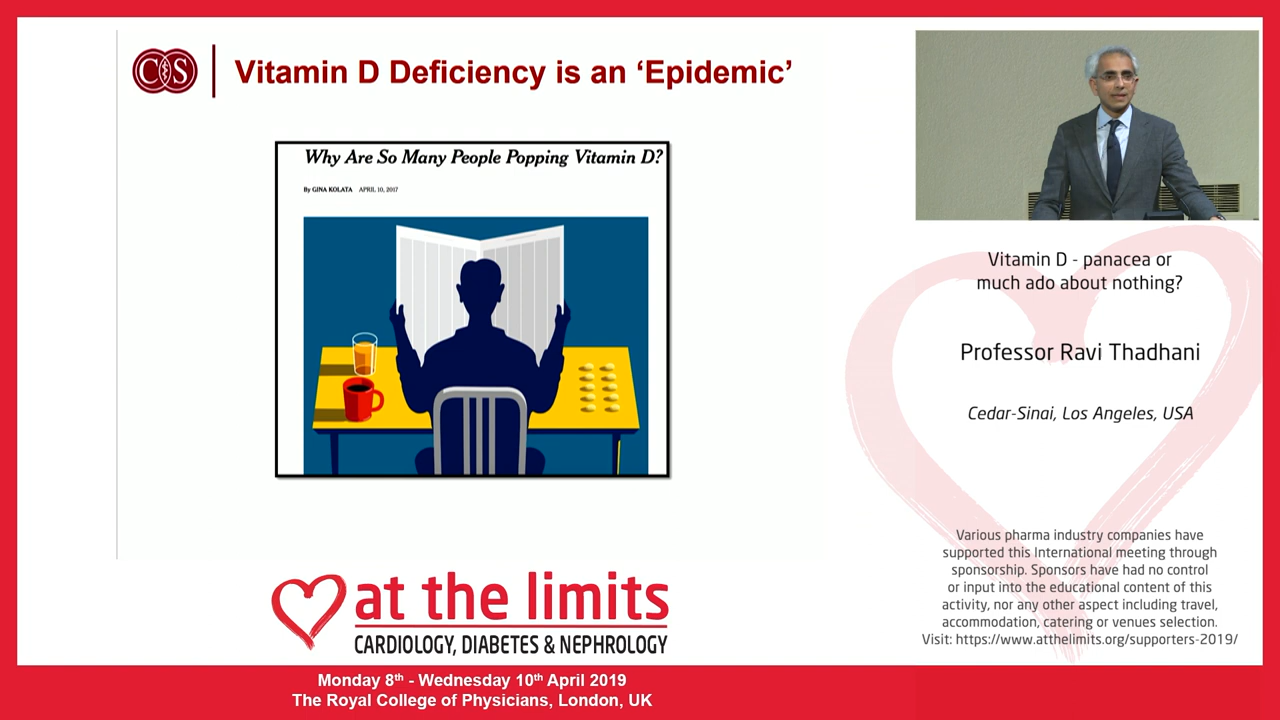 CS
Vitamin D Deficiency is an ‘Epidemic’
Why Are So Many People Popping Vitamin D?
By GINA KOLATA APRIL 10, 2017
Vitamin D - panacea or
much ado about nothing?
Professor Ravi Thadhani
Cedar-Sinai, Los Angeles, USA
Various pharma industry companies have
supported this International meeting through
sponsorship. Sponsors have had no control
or input into the educational content of this
activity, nor any other aspect including travel,
accommodation, catering or venues selection.
Visit: https://www.atthelimits.org/supporters-2019/
at the limits
CARDIOLOGY, DIABETES & NEPHROLOGY
Monday 8th - Wednesday 10th April 2019
The Royal College of Physicians, London, UK